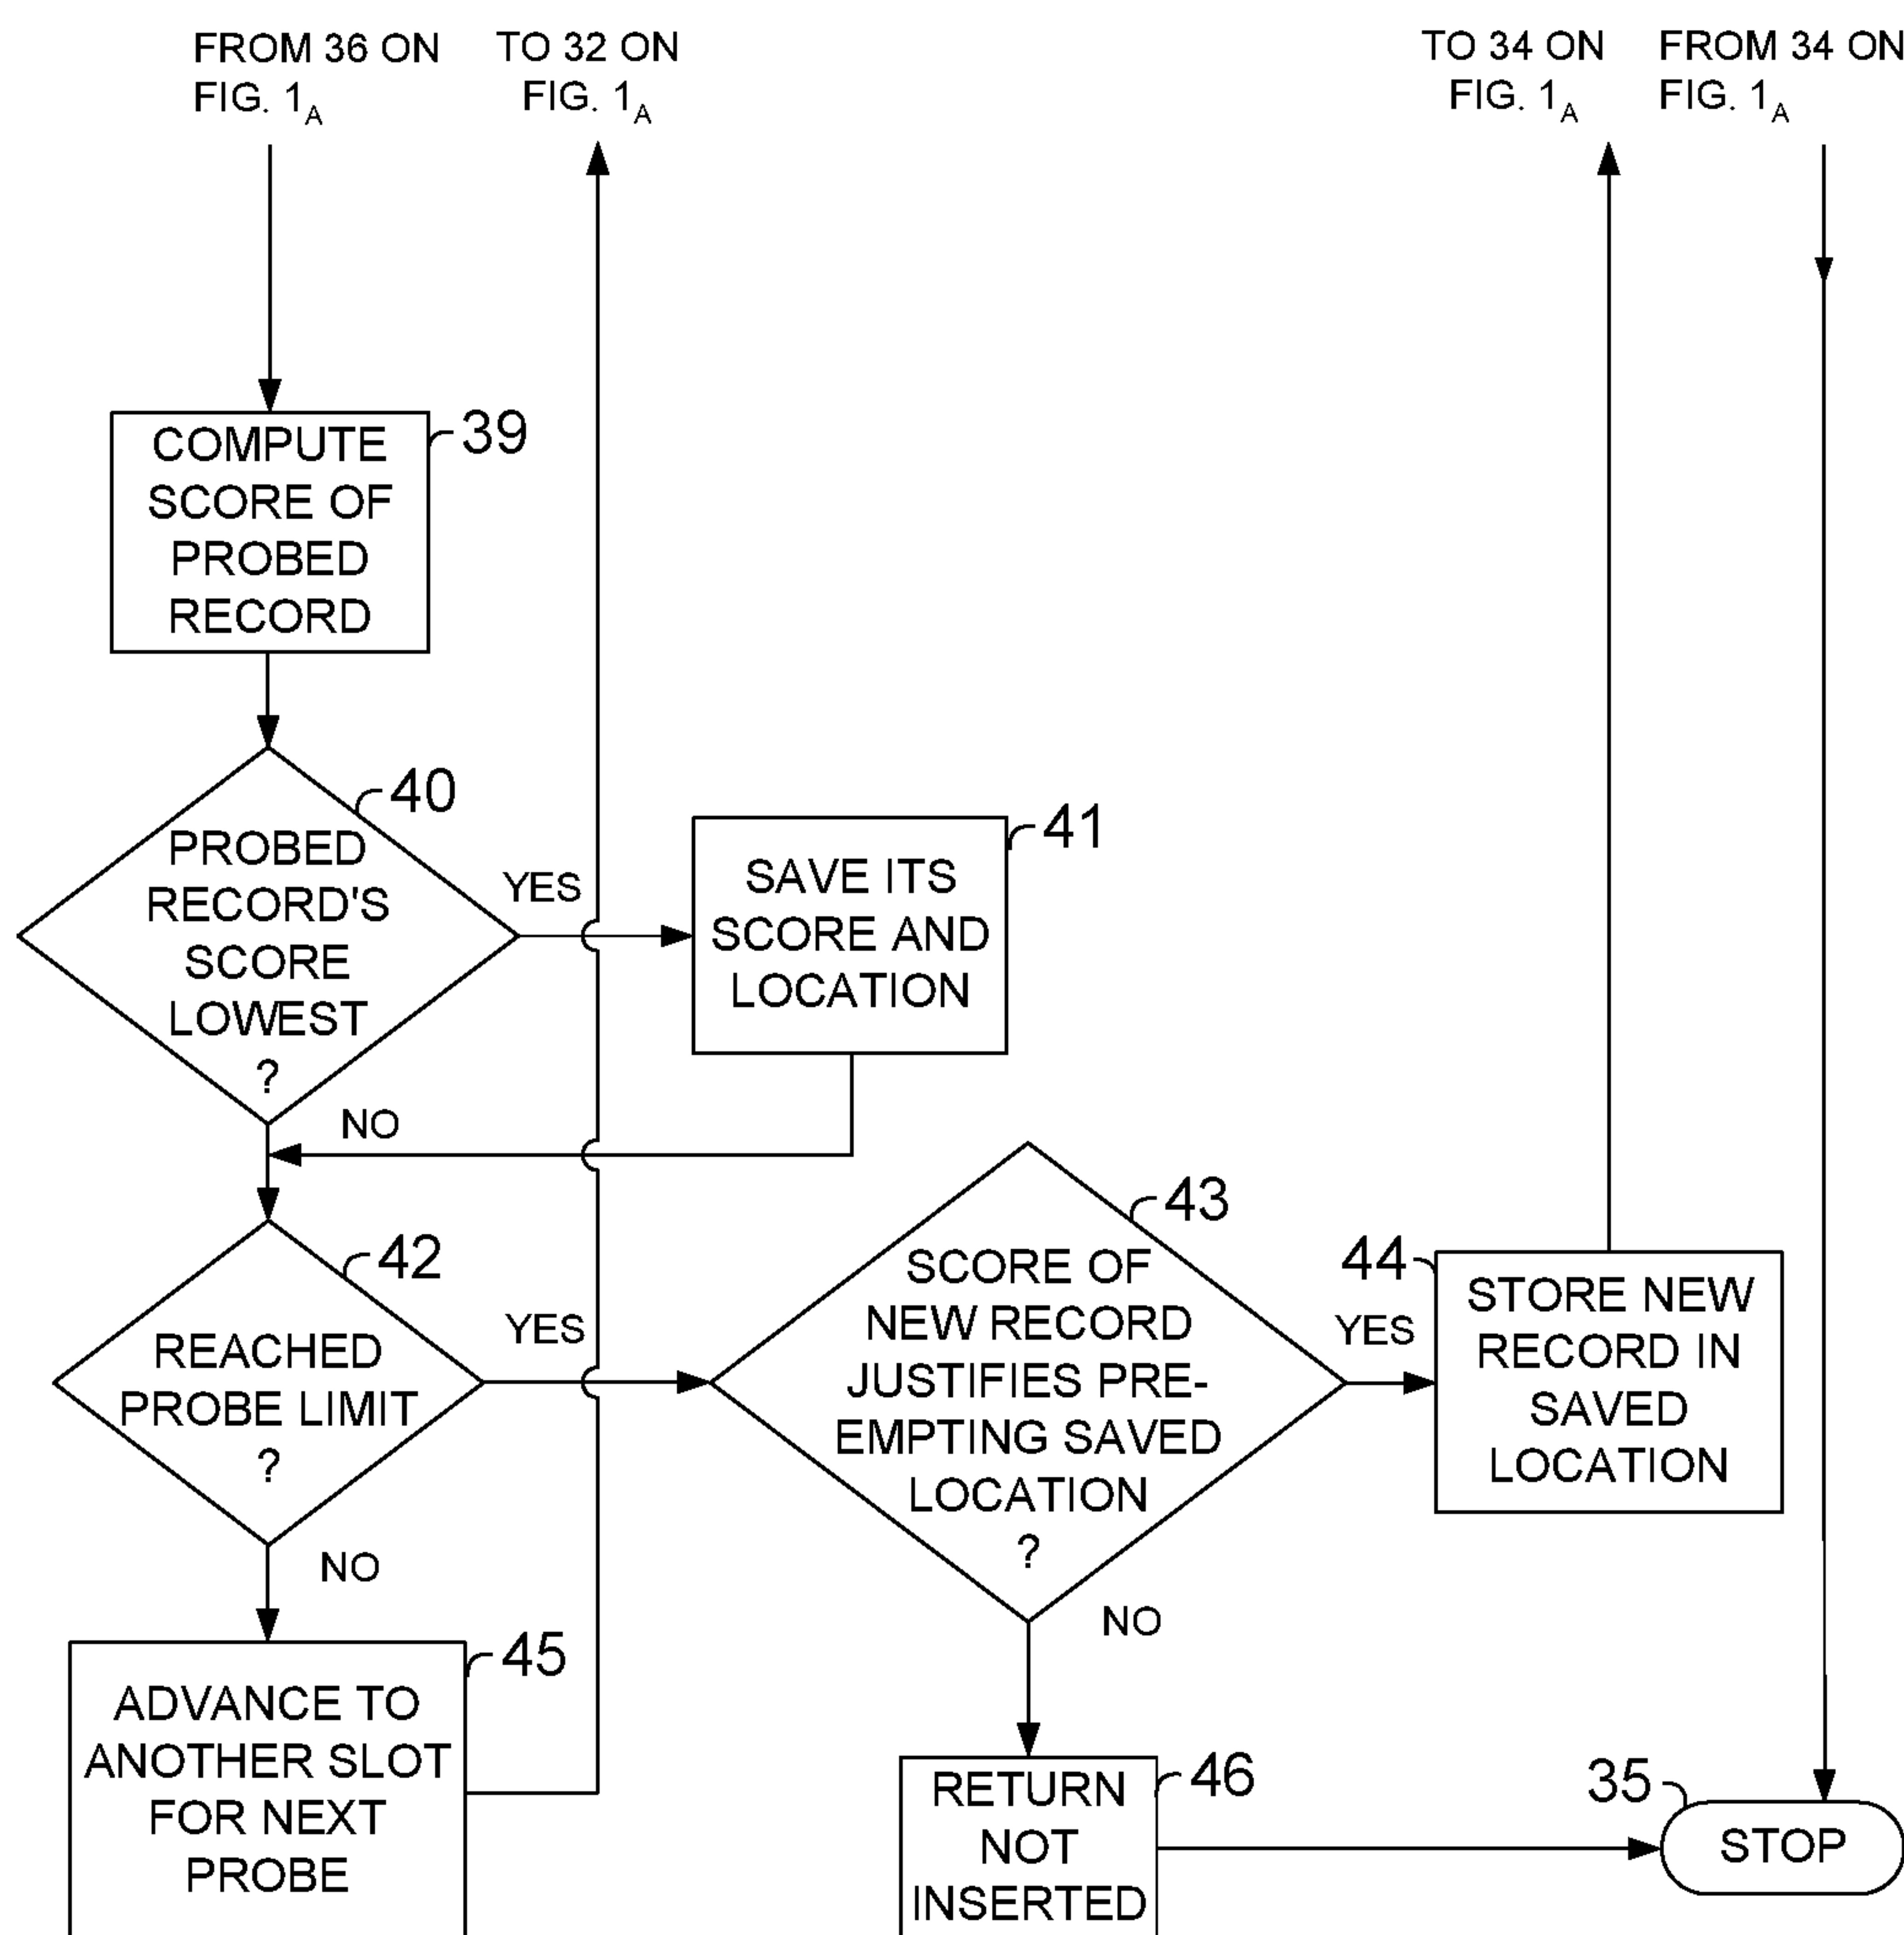 FROM 36 ON
FIG. 1A
TO 32 ON
FIG. 1A
TO 34 ON
FIG. 1A
FROM 34 ON
FIG. 1A
COMPUTE
SCORE OF
PROBED
RECORD
39
PROBED
RECORD'S
SCORE
LOWEST
?
40
YES
NO
SAVE ITS
SCORE AND
LOCATION
41
REACHED
PROBE LIMIT
?
42
YES
NO
SCORE OF
NEW RECORD
JUSTIFIES PRE-
EMPTING SAVED
LOCATION
?
43
YES
NO
44
STORE NEW
RECORD IN
SAVED
LOCATION
ADVANCE TO
ANOTHER SLOT
FOR NEXT
PROBE
45
RETURN
NOT
INSERTED
46
35
STOP